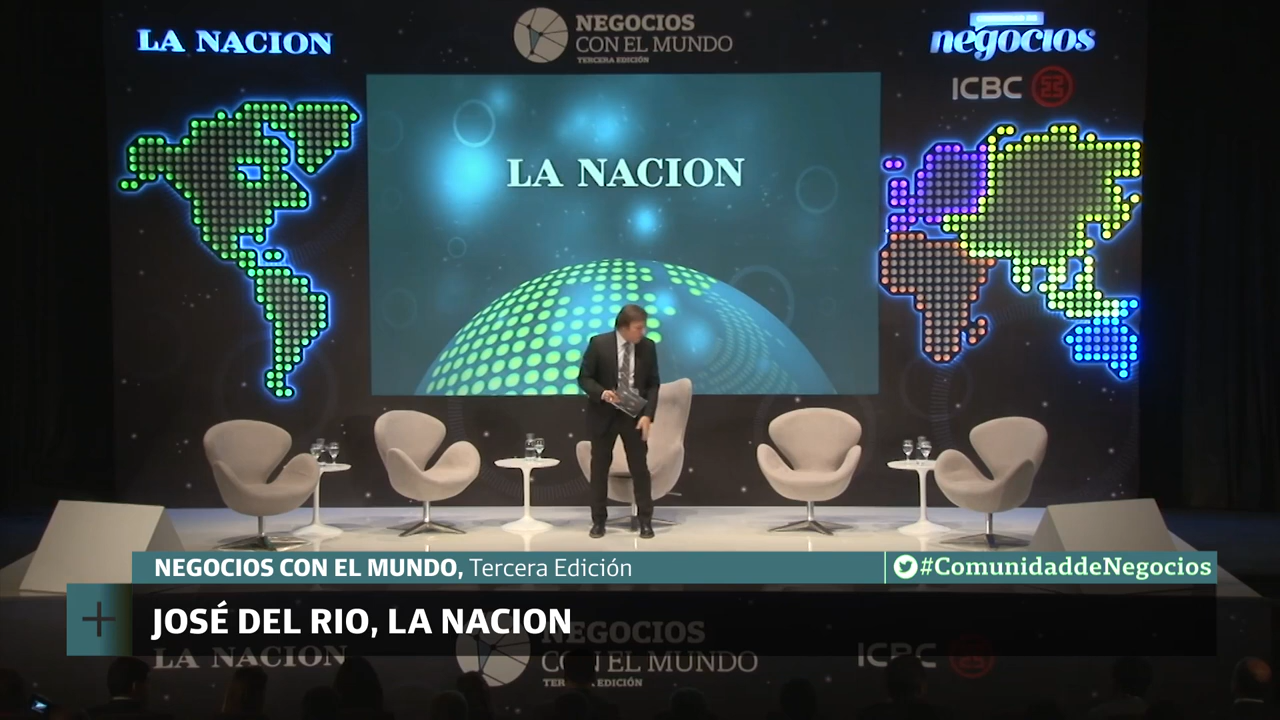 LA NACION
NEGOCIOS
CON EL MUNDO
TERCERA EDICIÓN
negocios
ICBC
LA NACION
NEGOCIOS CON EL MUNDO, Tercera Edición
#ComunidaddeNegocios
JOSÉ DEL RIO, LA NACION
LA NACION
NEGOCIOS
CON EL MUNDO
TERCERA EDICIÓN
ICBC